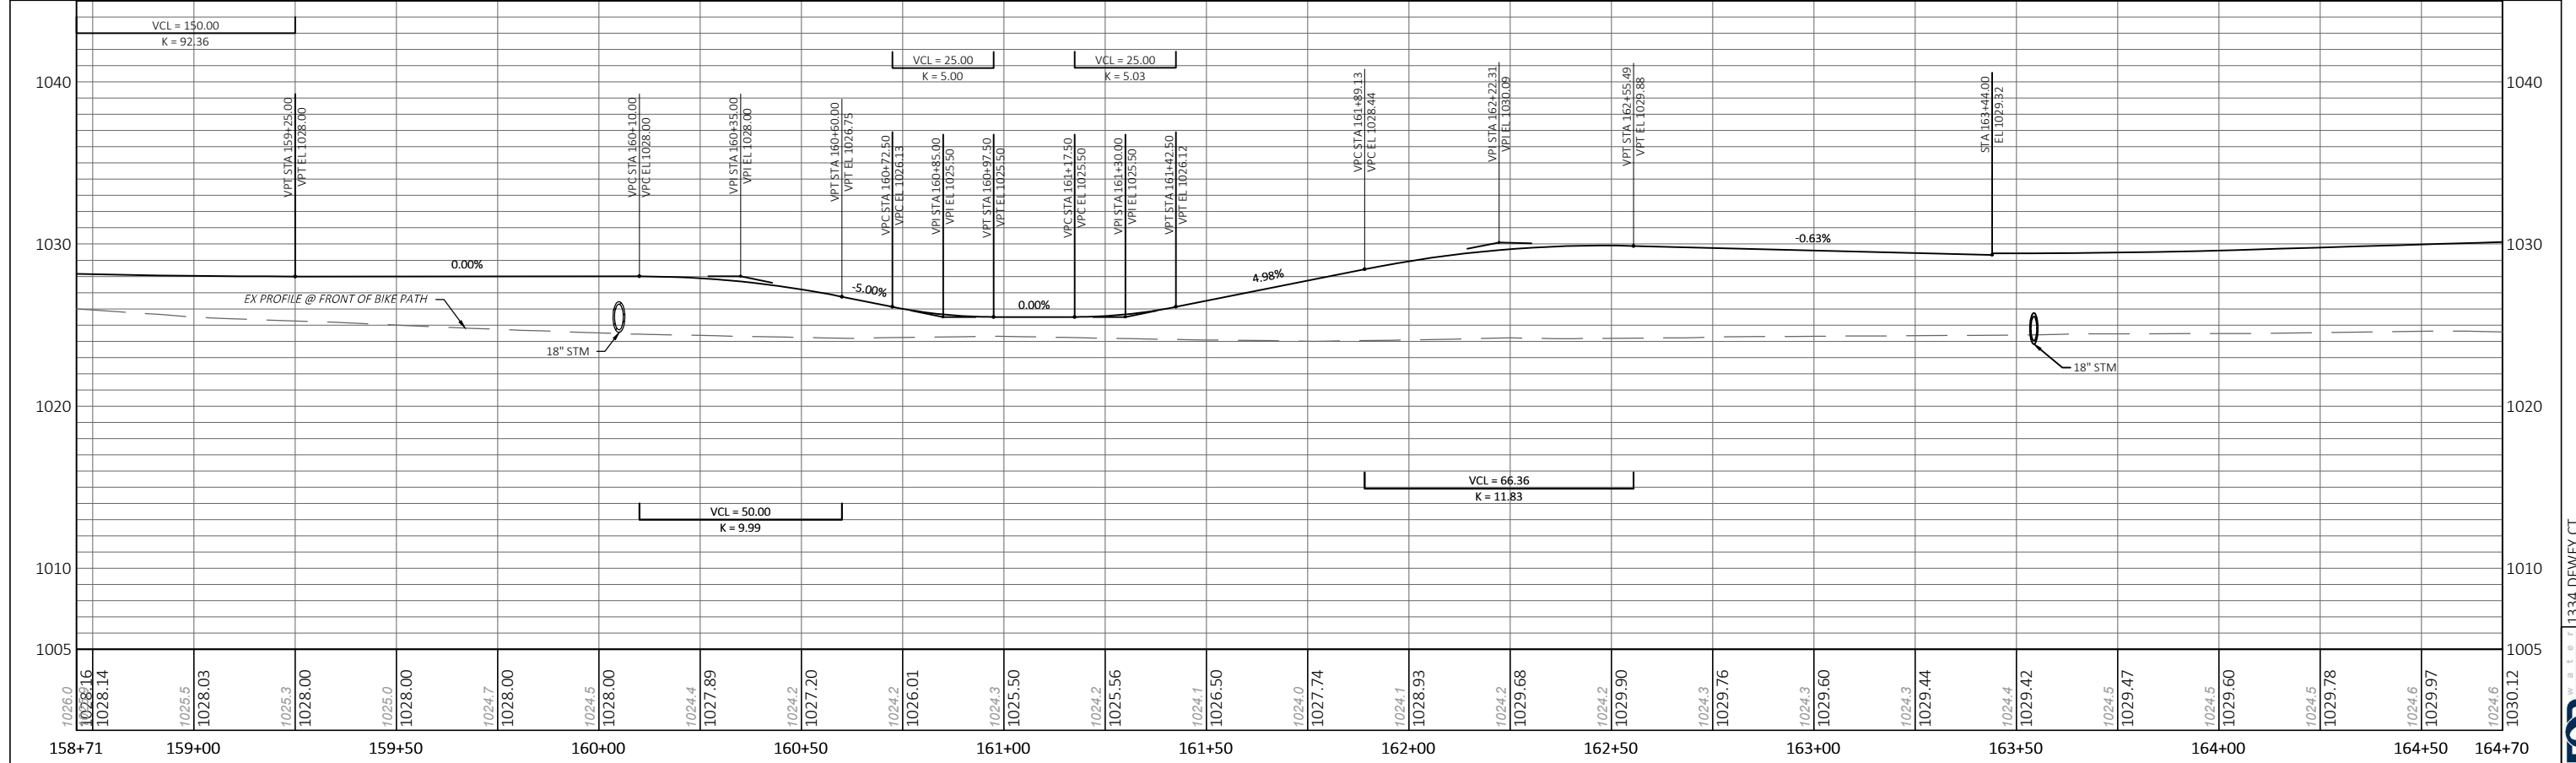 VCL = 150.00
K = 92.36
VCL = 25.00
K = 5.00
VCL = 25.00
K = 5.03
1040
1040
VPT STA 159+25.00
VPT EL 1028.00
VPC STA 160+10.00
VPC EL 1028.00
VPI STA 160+35.00
VPI EL 1028.00
VPT STA 160+60.00
VPT EL 1026.75
VPC STA 160+72.50
VPC EL 1026.13
VPI STA 160+85.00
VPI EL 1025.50
VPT STA 160+97.50
VPT EL 1025.50
VPC STA 161+17.50
VPC EL 1025.50
VPI STA 161+30.00
VPI EL 1025.50
VPT STA 161+42.50
VPT EL 1026.12
VPC STA 161+89.13
VPC EL 1028.44
VPI STA 162+22.31
VPI EL 1030.09
VPT STA 162+55.49
VPT EL 1029.88
STA 163+44.00
EL 1029.32
1030
1030
0.00%
-5.00%
0.00%
4.98%
-0.63%
EX PROFILE @ FRONT OF BIKE PATH
18" STM
18" STM
1020
1020
VCL = 66.36
K = 11.83
VCL = 50.00
K = 9.99
1010
1010
1005
1005
1026.0
1028.16
1028.14
1025.5
1028.03
1025.3
1028.00
1025.0
1028.00
1024.7
1028.00
1024.5
1028.00
1024.4
1027.89
1024.2
1027.20
1024.2
1026.01
1024.3
1025.50
1024.2
1025.56
1024.1
1026.50
1024.0
1027.74
1024.1
1028.93
1024.2
1029.68
1024.2
1029.90
1024.3
1029.76
1024.3
1029.60
1024.3
1029.44
1024.4
1029.42
1024.5
1029.47
1024.5
1029.60
1024.5
1029.78
1024.6
1029.97
1024.6
1030.12
158+71
159+00
159+50
160+00
160+50
161+00
161+50
162+00
162+50
163+00
163+50
164+00
164+50
164+70
1334 DEWEY CT
water